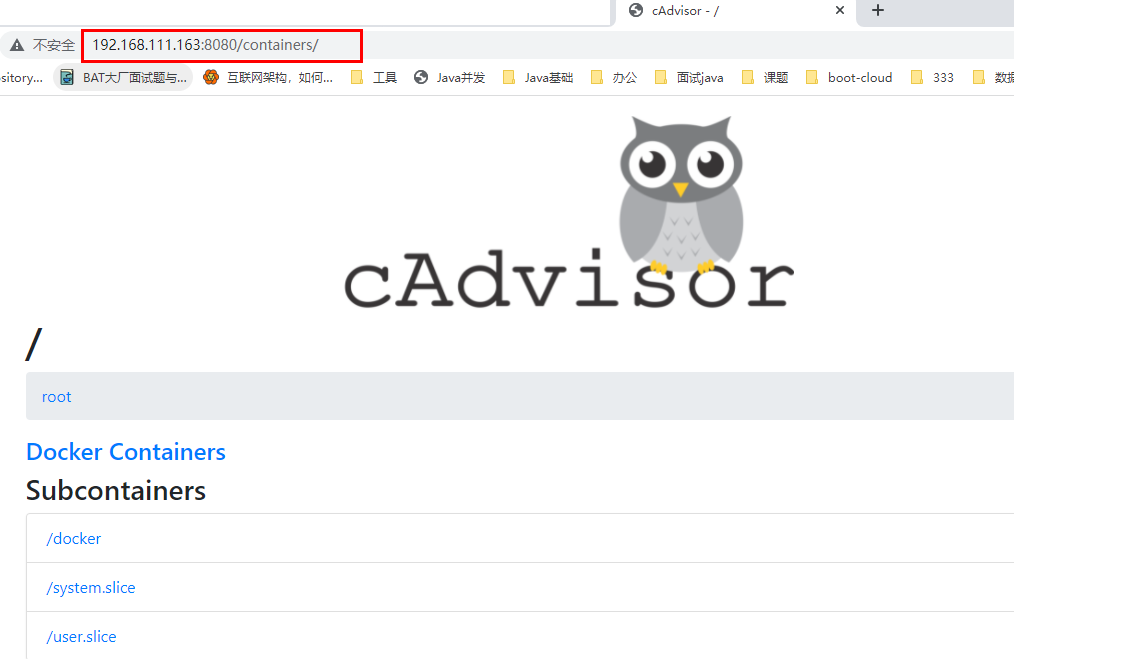 cAdvisor - /
不安全 192.168.111.163:8080/containers/
sitory... BAT大厂面试题与... 互联网架构，如何... 工具 Java并发 Java基础 办公 面试java 课题 boot-cloud 333 数据
cAdvisor
/
root
Docker Containers
Subcontainers
/docker
/system.slice
/user.slice